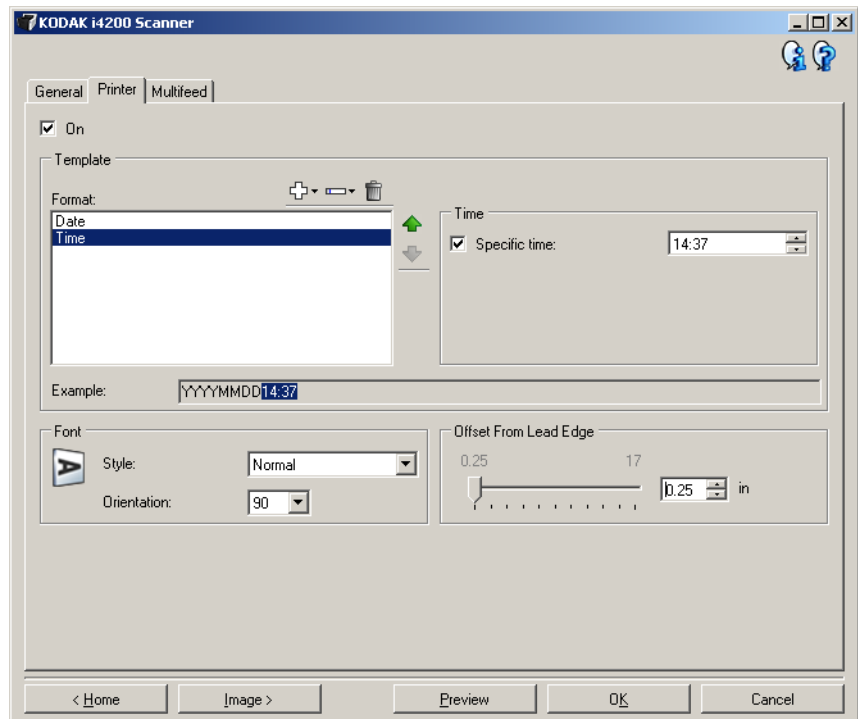 KODAK i4200 Scanner
General Printer Multifeed
On
Template
Format:
Date
Time
Time
Specific time: 14:37
Example: YYYYMMDD14:37
Font
A Style: Normal
Orientation: 90
Offset From Lead Edge
0.25 17
0.25 in
< Home Image > Preview OK Cancel